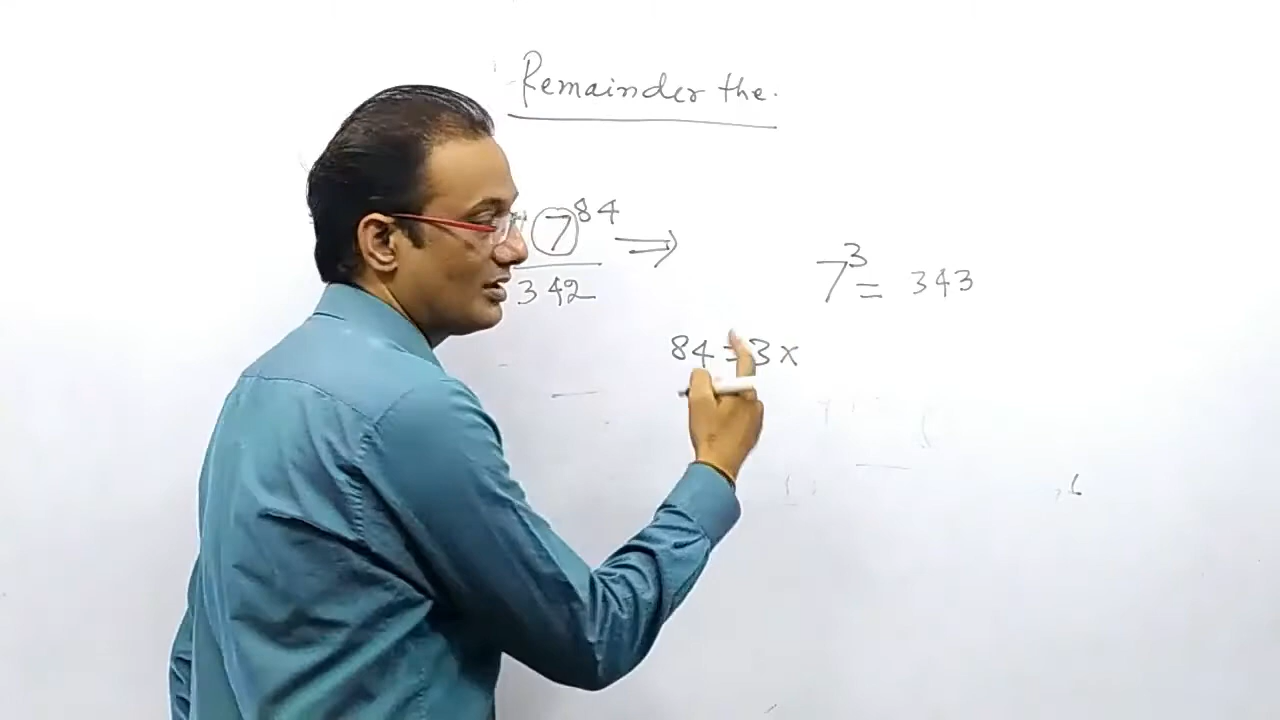 Remainder the.
7^84 ⇒
342
7^3 = 343
84 = 3 x